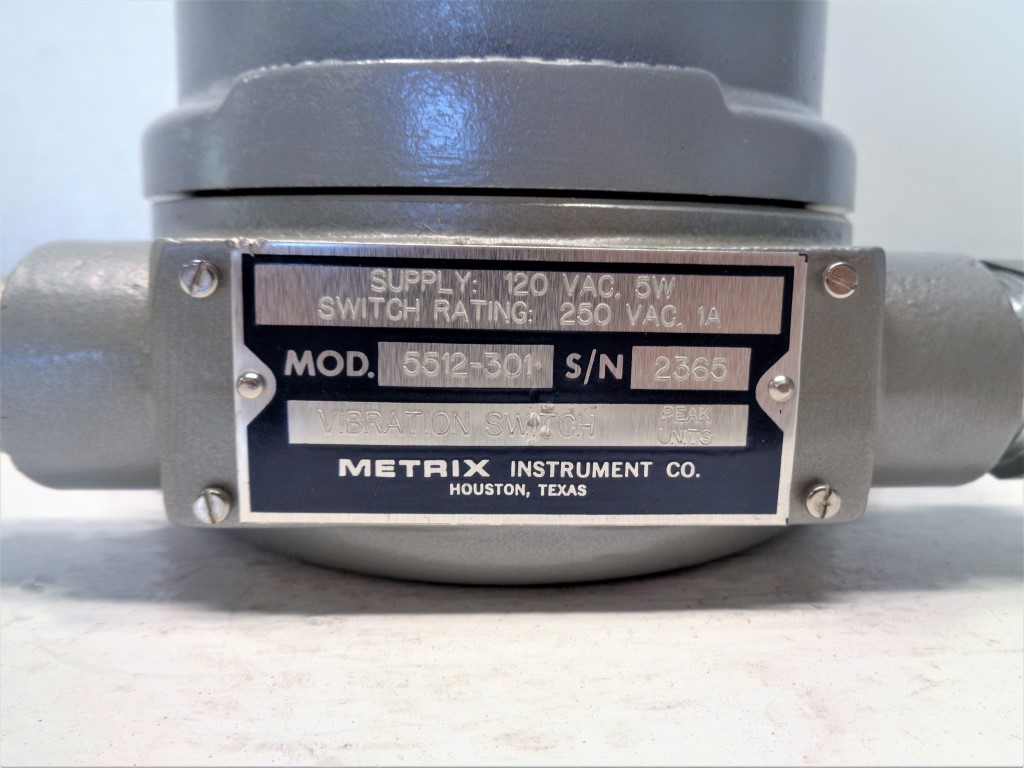 SUPPLY: 120 VAC, 5W
SWITCH RATING: 250 VAC, 1A
MOD. 5512-301 S/N 2365
VIBRATION SWITCH PEAK UNITS
METRIX INSTRUMENT CO.
HOUSTON, TEXAS